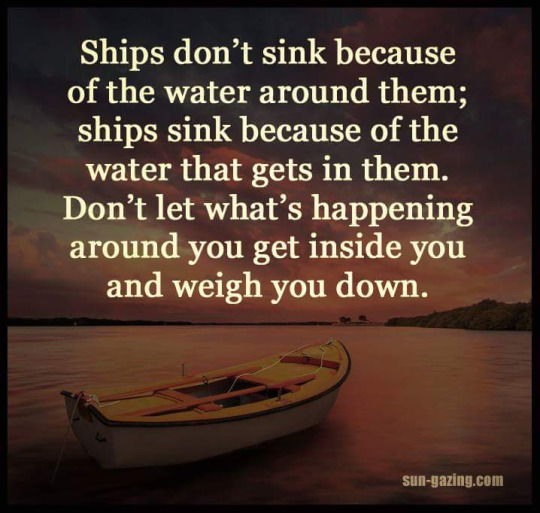 Ships don’t sink because
of the water around them;
ships sink because of the
water that gets in them.
Don’t let what’s happening
around you get inside you
and weigh you down.
sun-gazing.com